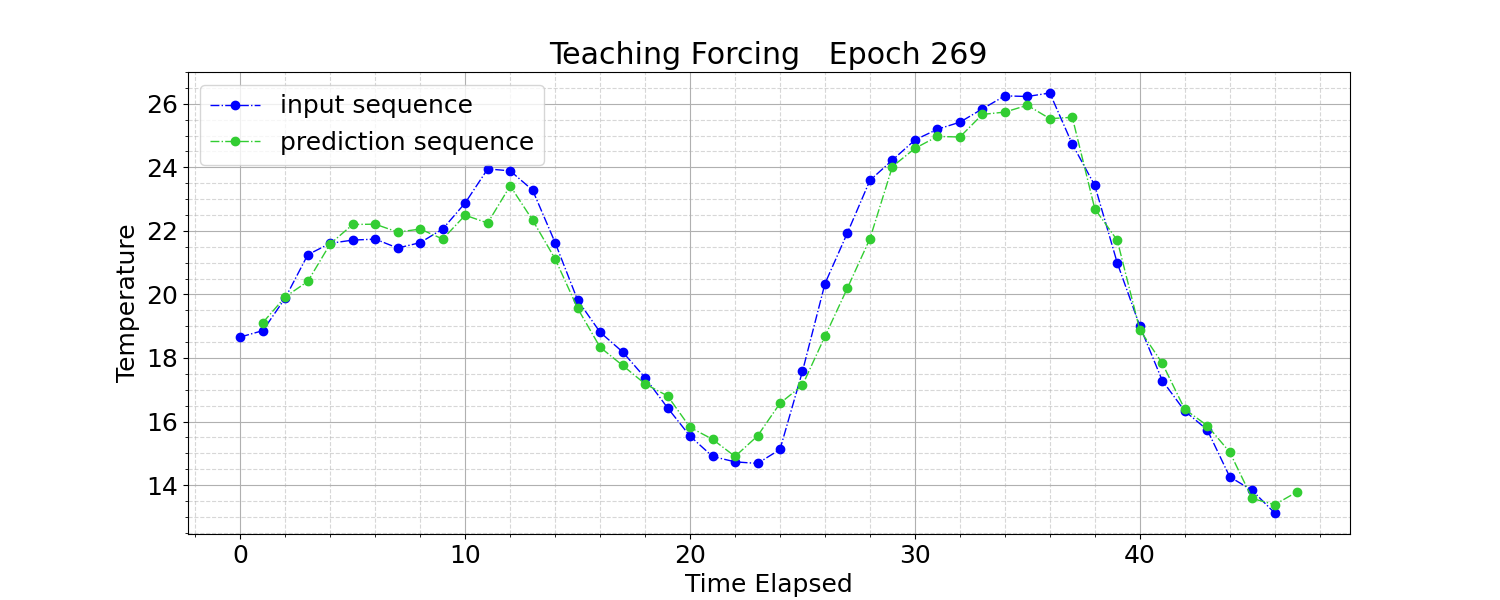 Teaching Forcing   Epoch 269
input sequence
prediction sequence
26
24
22
20
18
16
14
Temperature
0 10 20 30 40
Time Elapsed